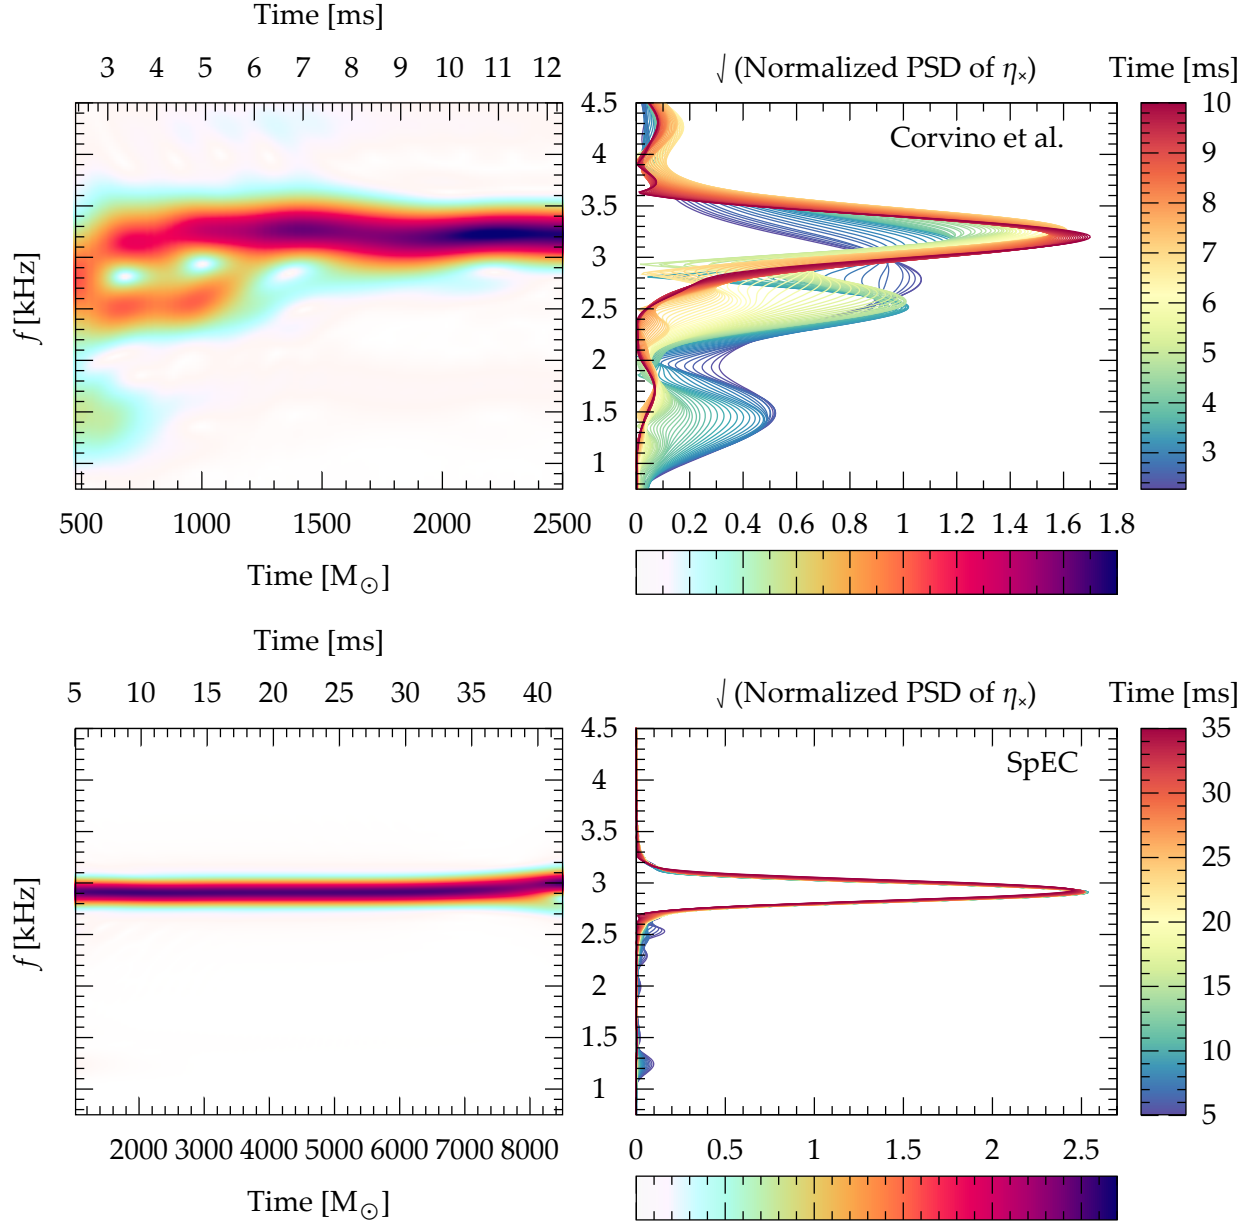 Time [ms]
3 4 5 6 7 8 9 10 11 12
√ (Normalized PSD of η×)
Time [ms]
Corvino et al.
f [kHz]
4.5
4
3.5
3
2.5
2
1.5
1
10
9
8
7
6
5
4
3
500 1000 1500 2000 2500
0 0.2 0.4 0.6 0.8 1 1.2 1.4 1.6 1.8
Time [M⊙]
Time [ms]
5 10 15 20 25 30 35 40
√ (Normalized PSD of η×)
Time [ms]
SpEC
f [kHz]
4.5
4
3.5
3
2.5
2
1.5
1
35
30
25
20
15
10
5
2000 3000 4000 5000 6000 7000 8000
0 0.5 1 1.5 2 2.5
Time [M⊙]